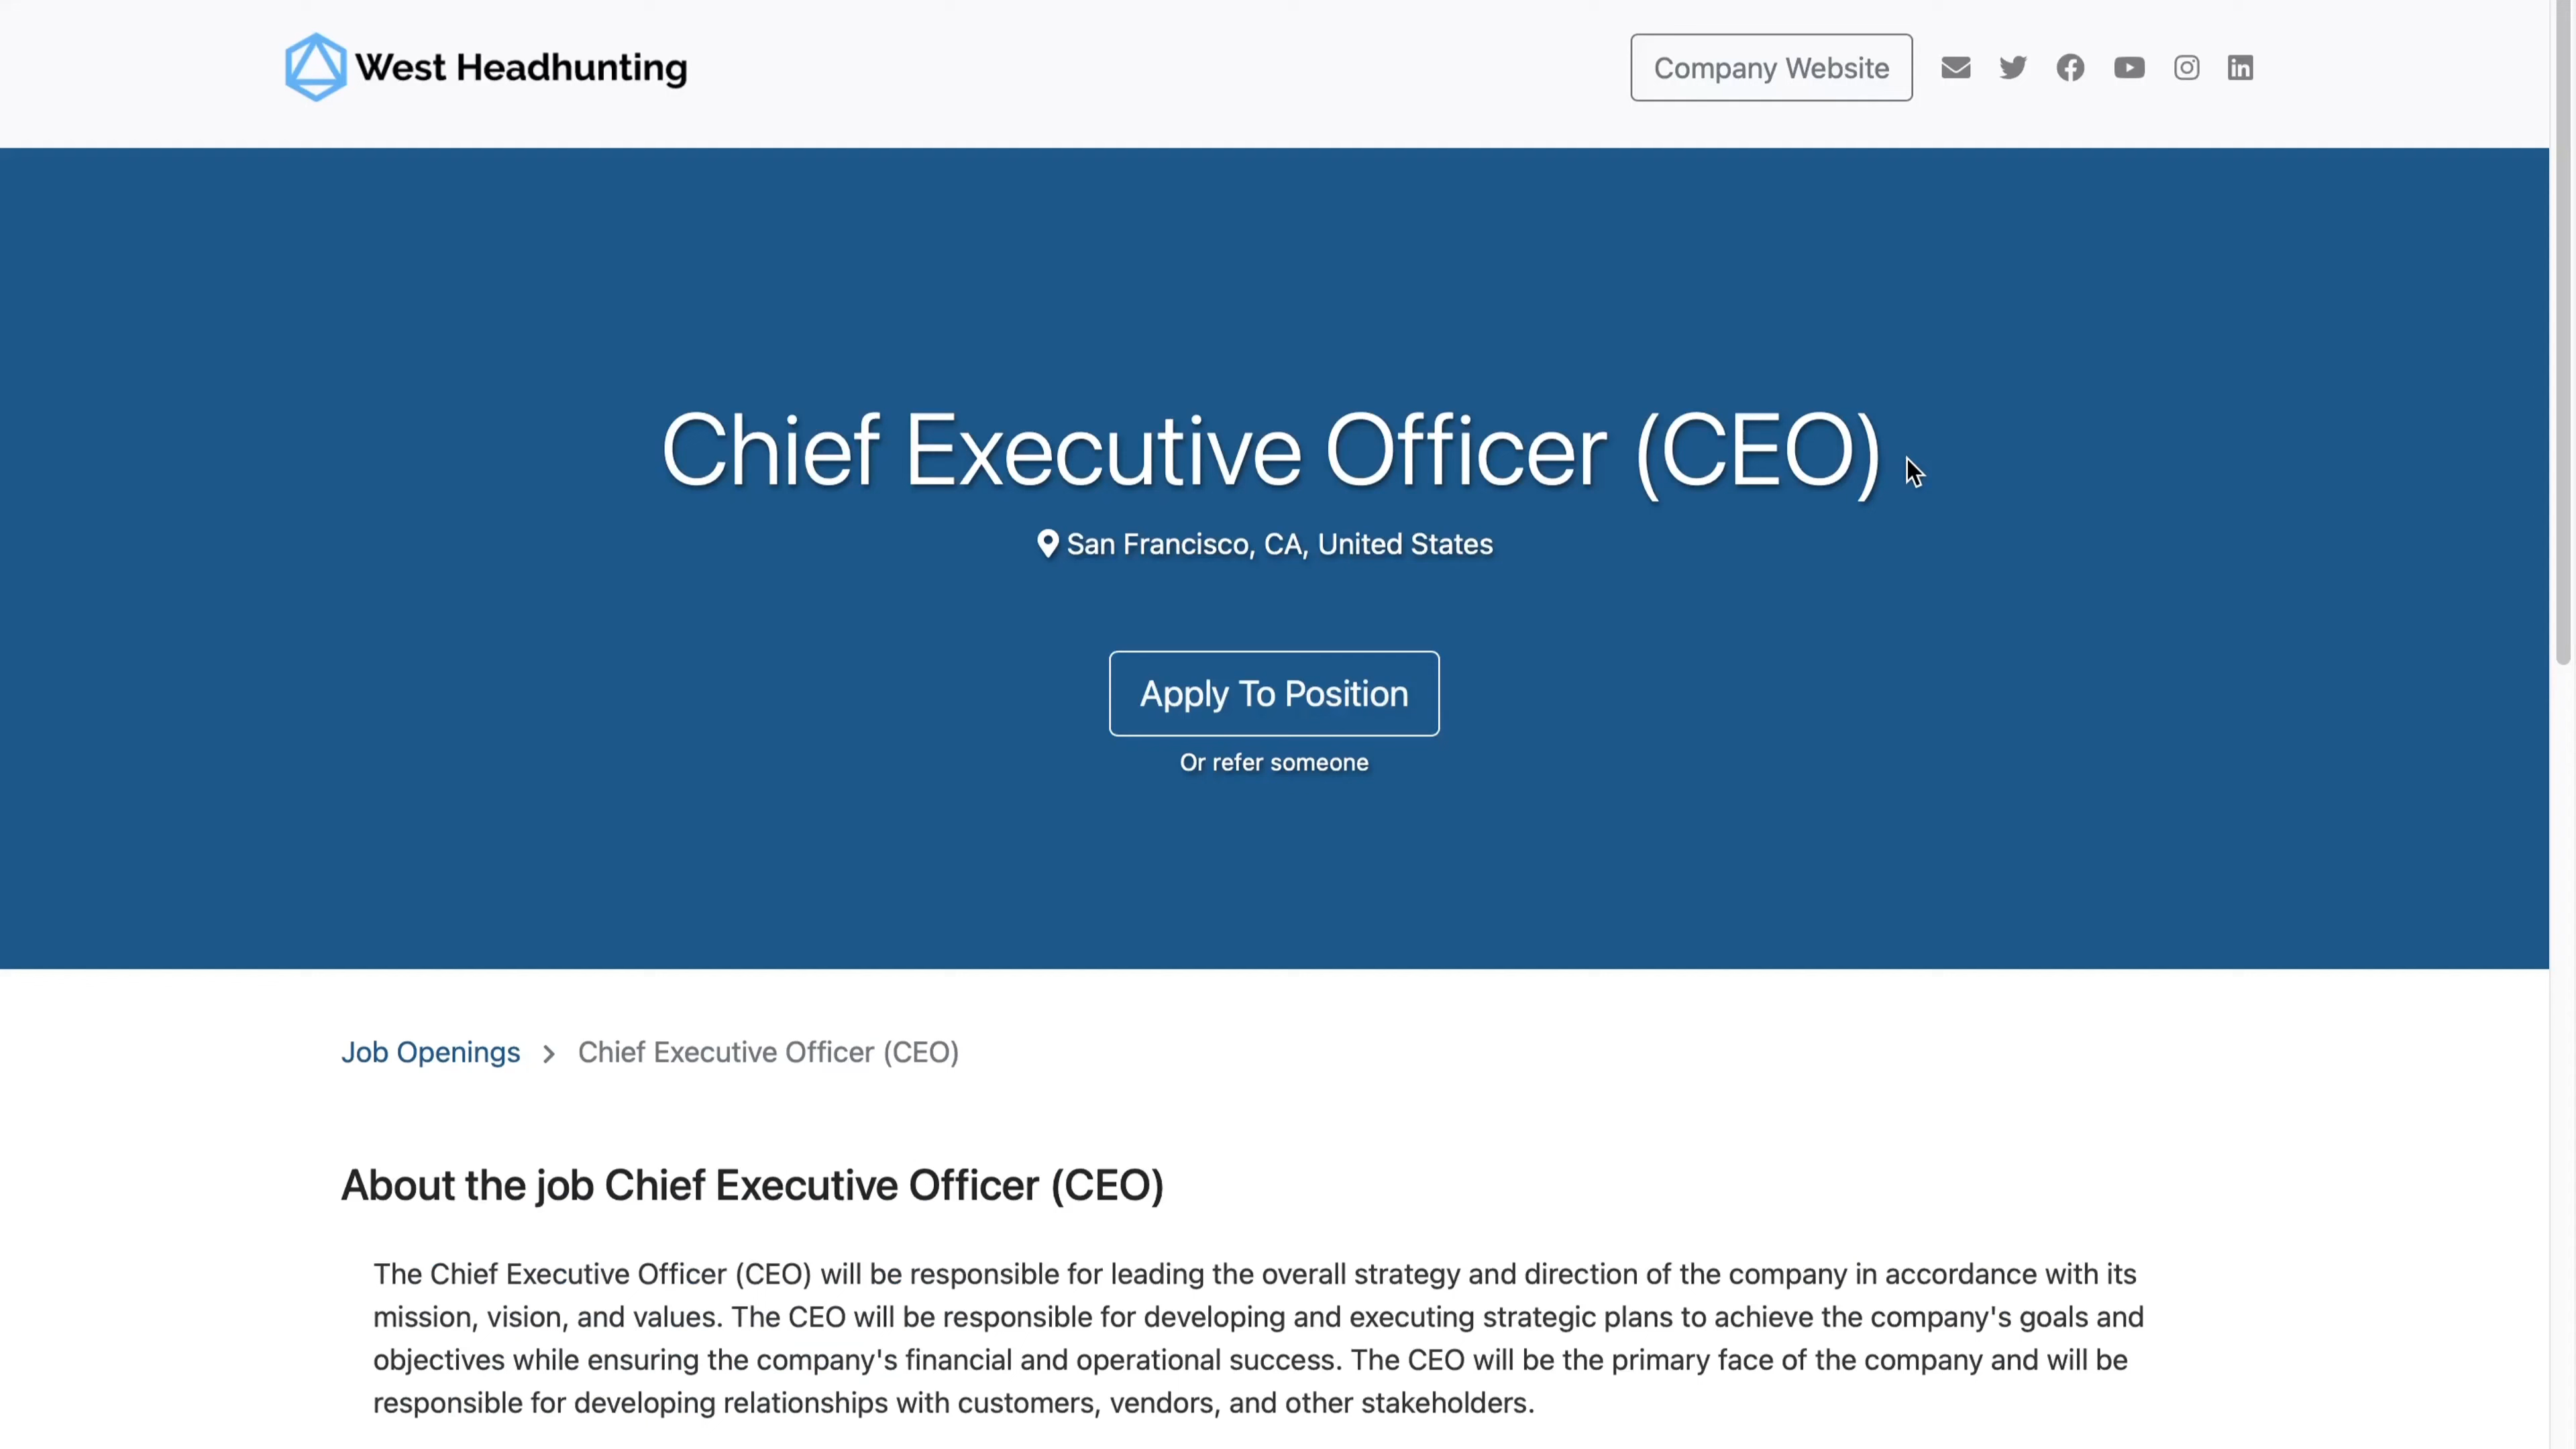 West Headhunting
Company Website
Chief Executive Officer (CEO)
San Francisco, CA, United States
Apply To Position
Or refer someone
Job Openings > Chief Executive Officer (CEO)
About the job Chief Executive Officer (CEO)
The Chief Executive Officer (CEO) will be responsible for leading the overall strategy and direction of the company in accordance with its
mission, vision, and values. The CEO will be responsible for developing and executing strategic plans to achieve the company's goals and
objectives while ensuring the company's financial and operational success. The CEO will be the primary face of the company and will be
responsible for developing relationships with customers, vendors, and other stakeholders.